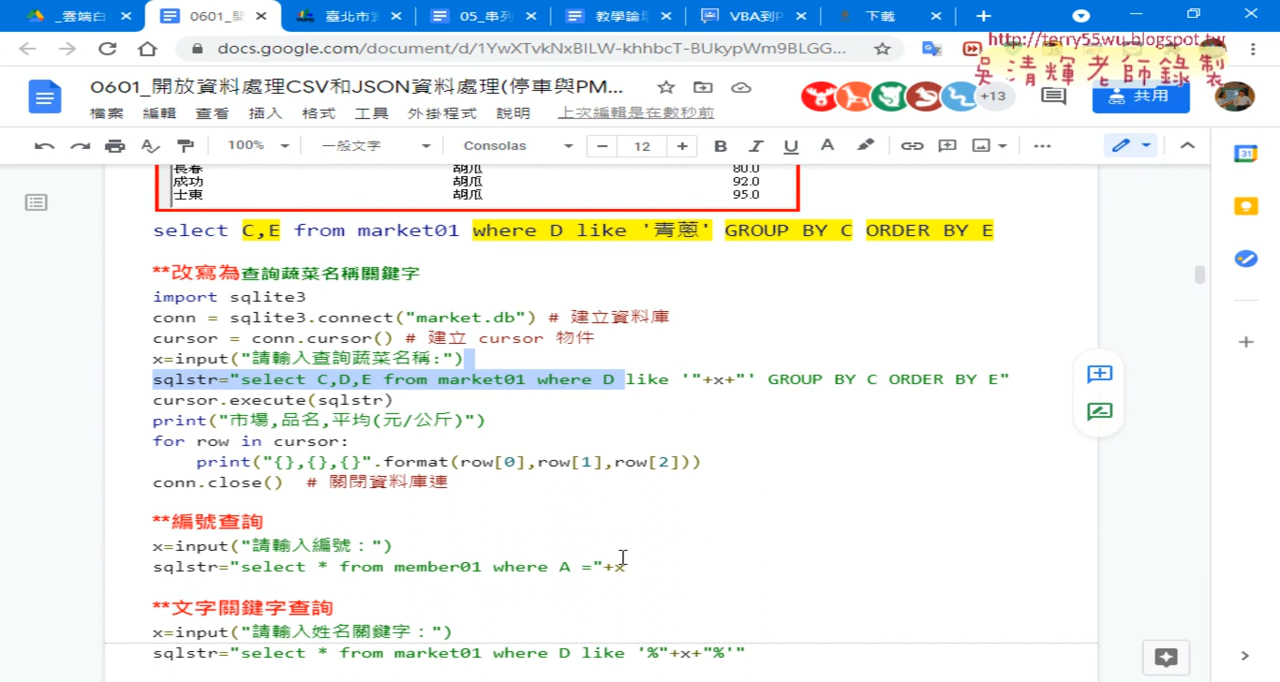 _雲端白
0601_開
臺北市
05_串列
教學論壇
VBA到P
下載
docs.google.com/document/d/1YwXTvkNxBILW-khhbcT-BUkypWm9BLGG...
http://terry55wu.blogspot.tw
吳清輝老師錄製
0601_開放資料處理CSV和JSON資料處理(停車與PM...
+13
共用
檔案 編輯 查看 插入 格式 工具 外掛程式 說明 上次編輯是在數秒前
100% 一般文字 Consolas 12 B I U A
長春 胡瓜 80.0
成功 胡瓜 92.0
士東 胡瓜 95.0
select C,E from market01 where D like '青蔥' GROUP BY C ORDER BY E
**改寫為查詢蔬菜名稱關鍵字
import sqlite3
conn = sqlite3.connect("market.db") # 建立資料庫
cursor = conn.cursor() # 建立 cursor 物件
x=input("請輸入查詢蔬菜名稱:")
sqlstr="select C,D,E from market01 where D like '"+x+"' GROUP BY C ORDER BY E"
cursor.execute(sqlstr)
print("市場,品名,平均(元/公斤)")
for row in cursor:
print("{},{},{}".format(row[0],row[1],row[2]))
conn.close() # 關閉資料庫連
**編號查詢
x=input("請輸入編號：")
sqlstr="select * from member01 where A ="+x
**文字關鍵字查詢
x=input("請輸入姓名關鍵字：")
sqlstr="select * from market01 where D like '%"+x+"%'"
31